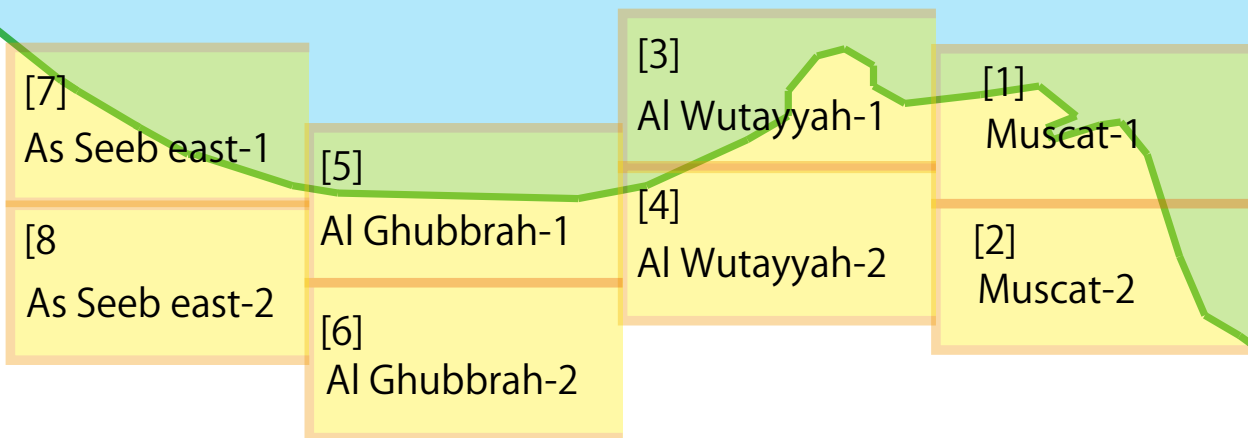 [7]
As Seeb east-1
[8
As Seeb east-2
[5]
Al Ghubbrah-1
[6]
Al Ghubbrah-2
[3]
Al Wutayyah-1
[4]
Al Wutayyah-2
[1]
Muscat-1
[2]
Muscat-2